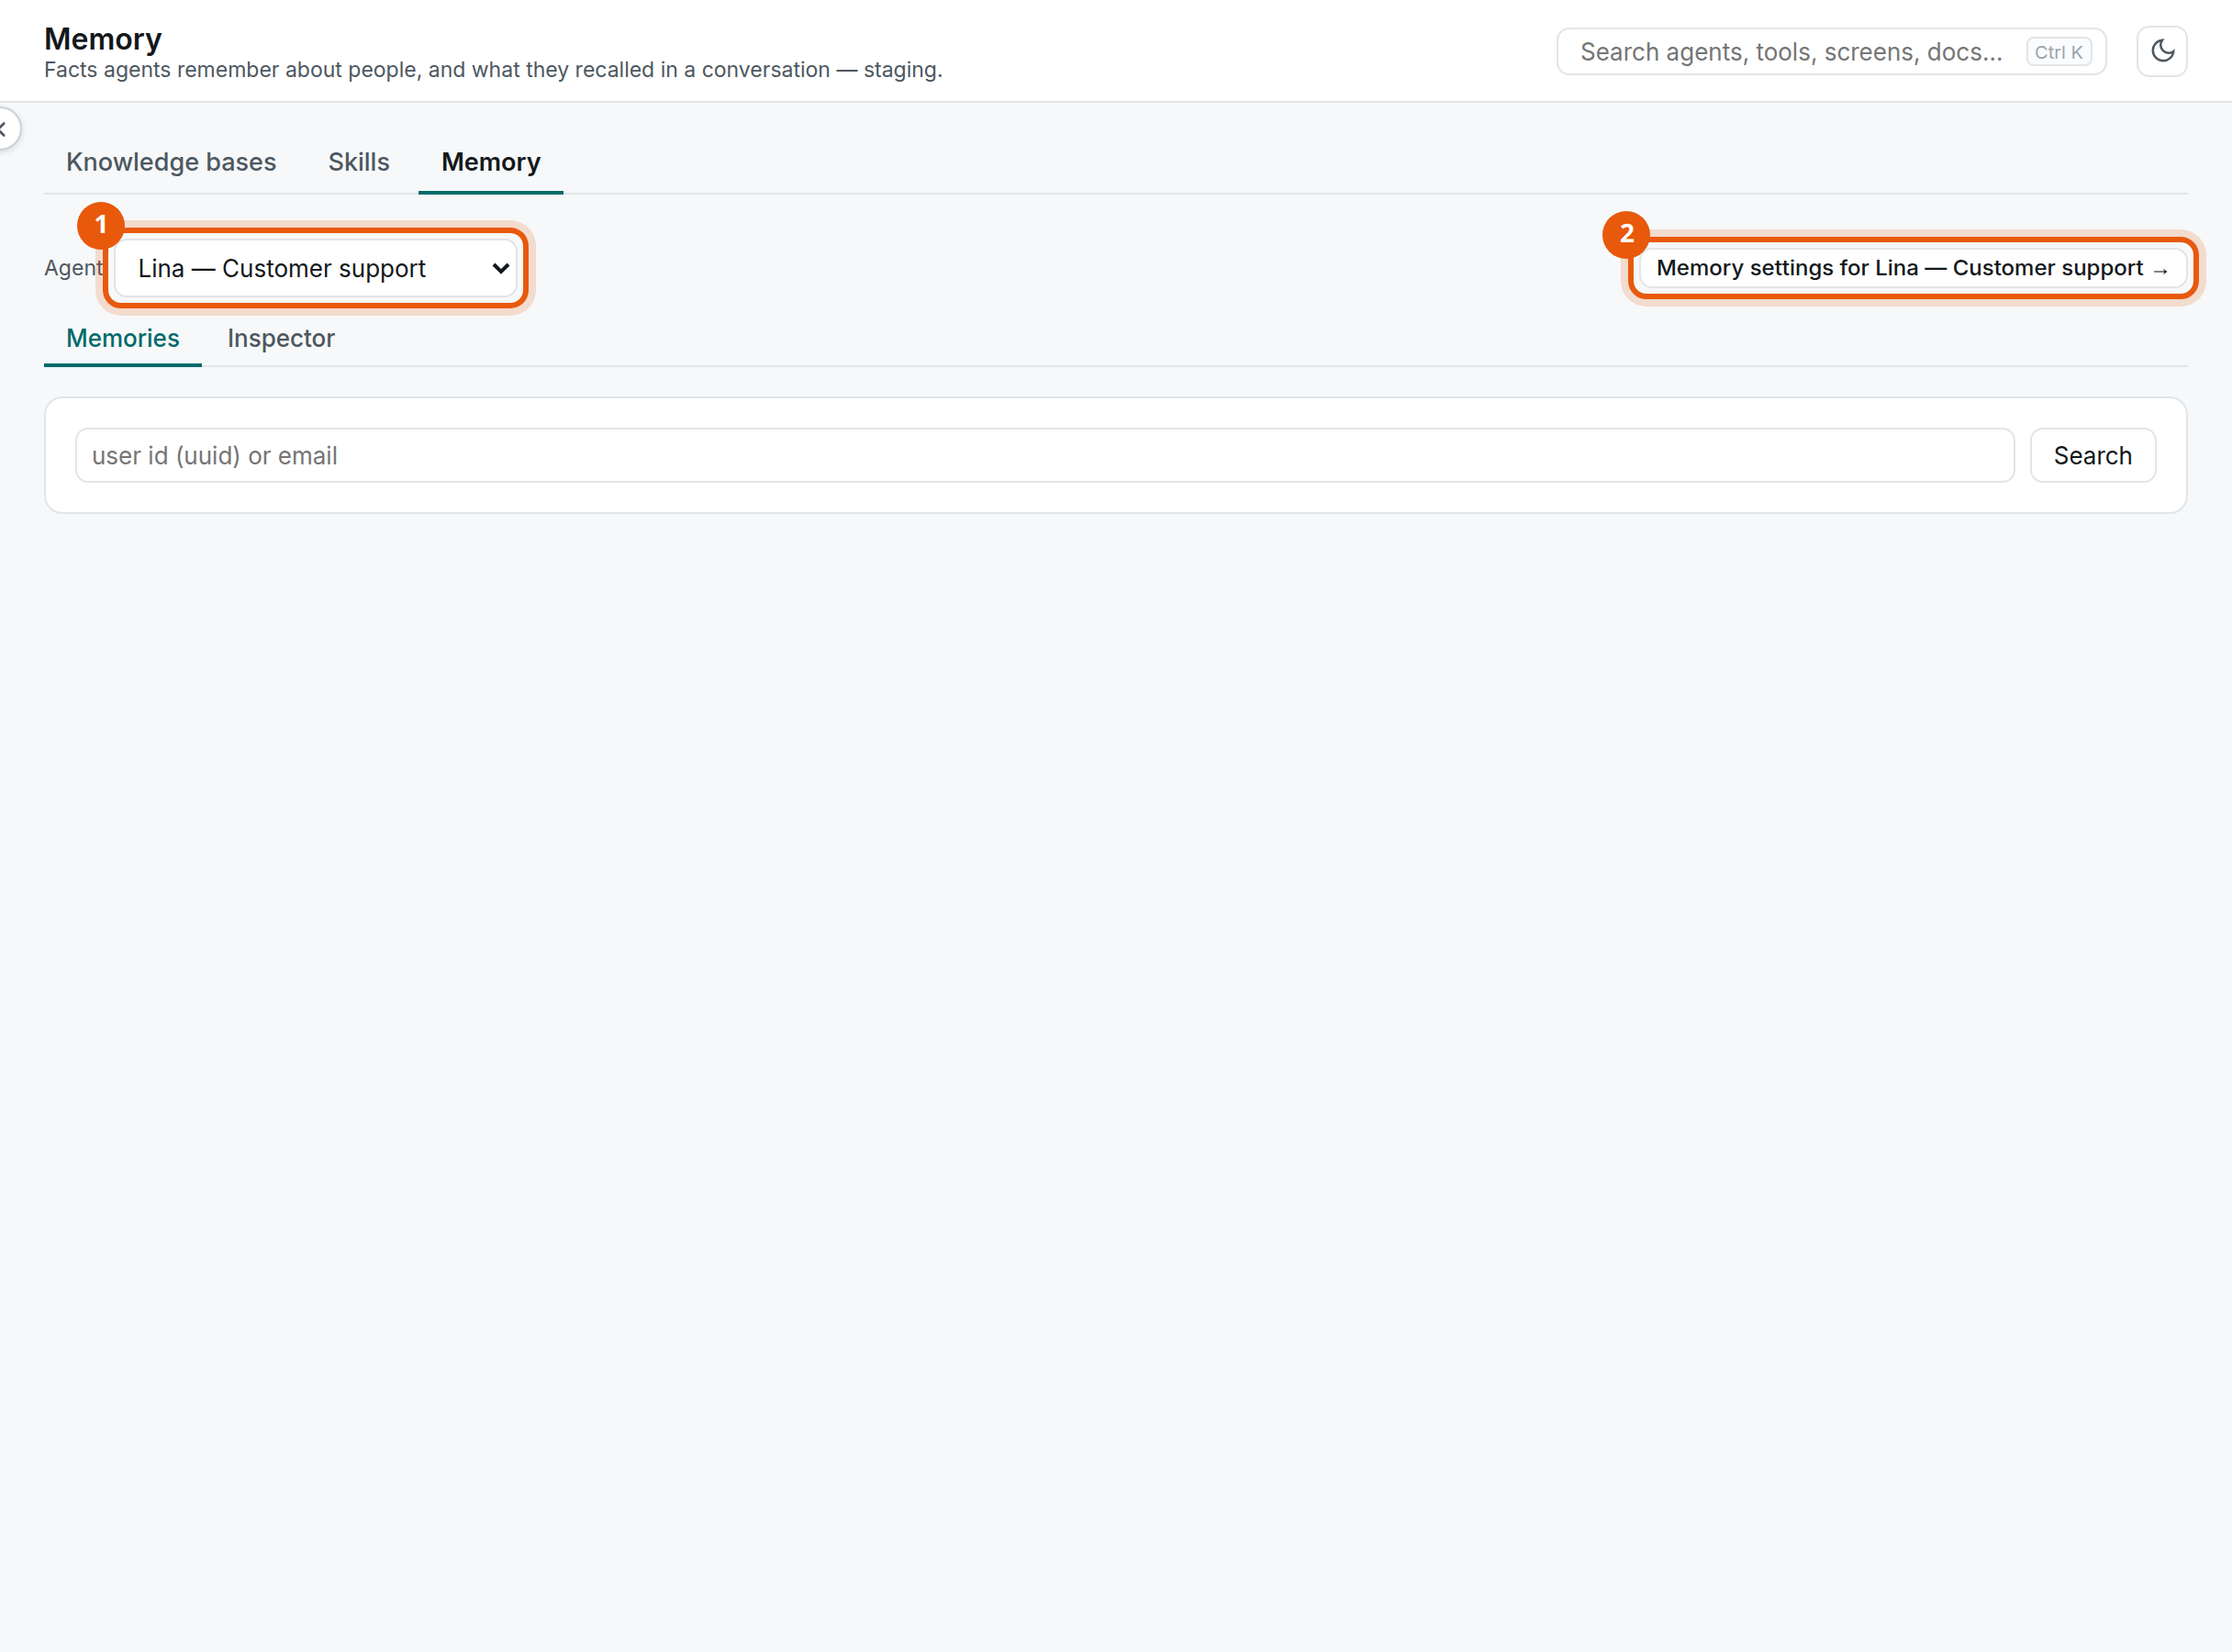 Memory
Facts agents remember about people, and what they recalled in a conversation — staging.
Search agents, tools, screens, docs... Ctrl K
Knowledge bases Skills Memory
1
2
Agent Lina — Customer support
Memory settings for Lina — Customer support →
Memories Inspector
user id (uuid) or email Search